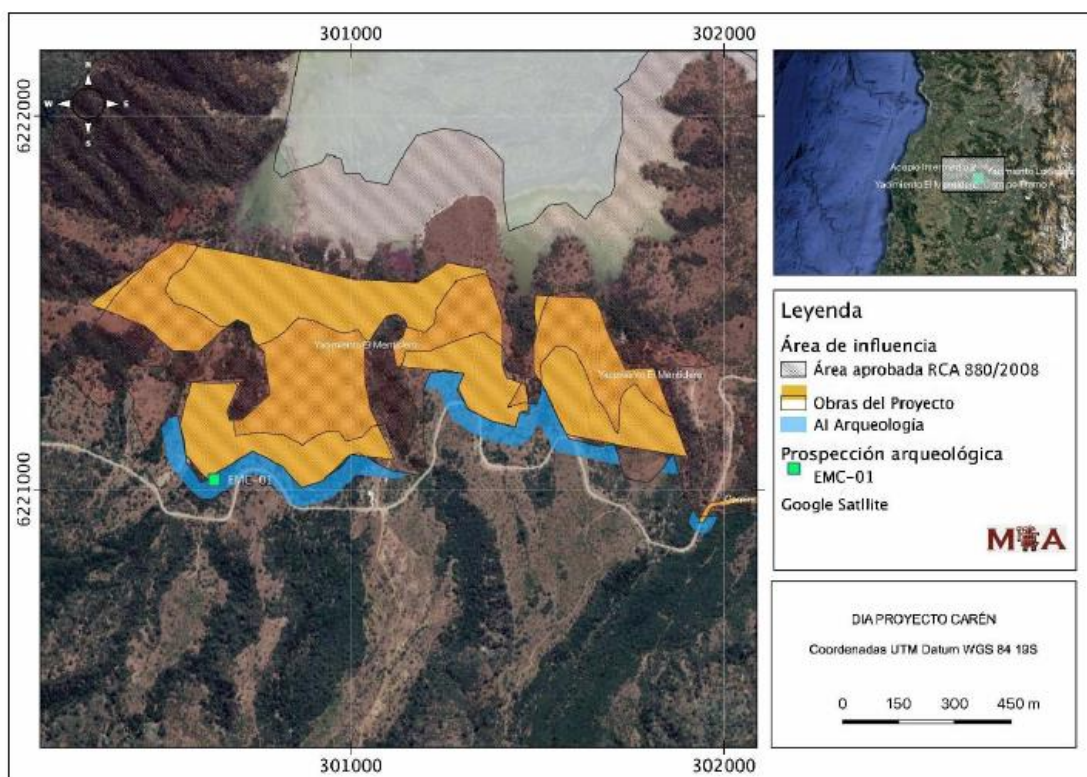 301000
302000
6222000
6221000
N
W
S
S
Yacimiento El Mentidero
Yacimiento El Mentidero
EMC-01
301000
302000
Leyenda
Área de influencia
Área aprobada RCA 880/2008
Obras del Proyecto
AI Arqueología
Prospección arqueológica
EMC-01
Google Satllite
DIA PROYECTO CARÉN
Coordenadas UTM Datum WGS 84 19S
0 150 300 450 m